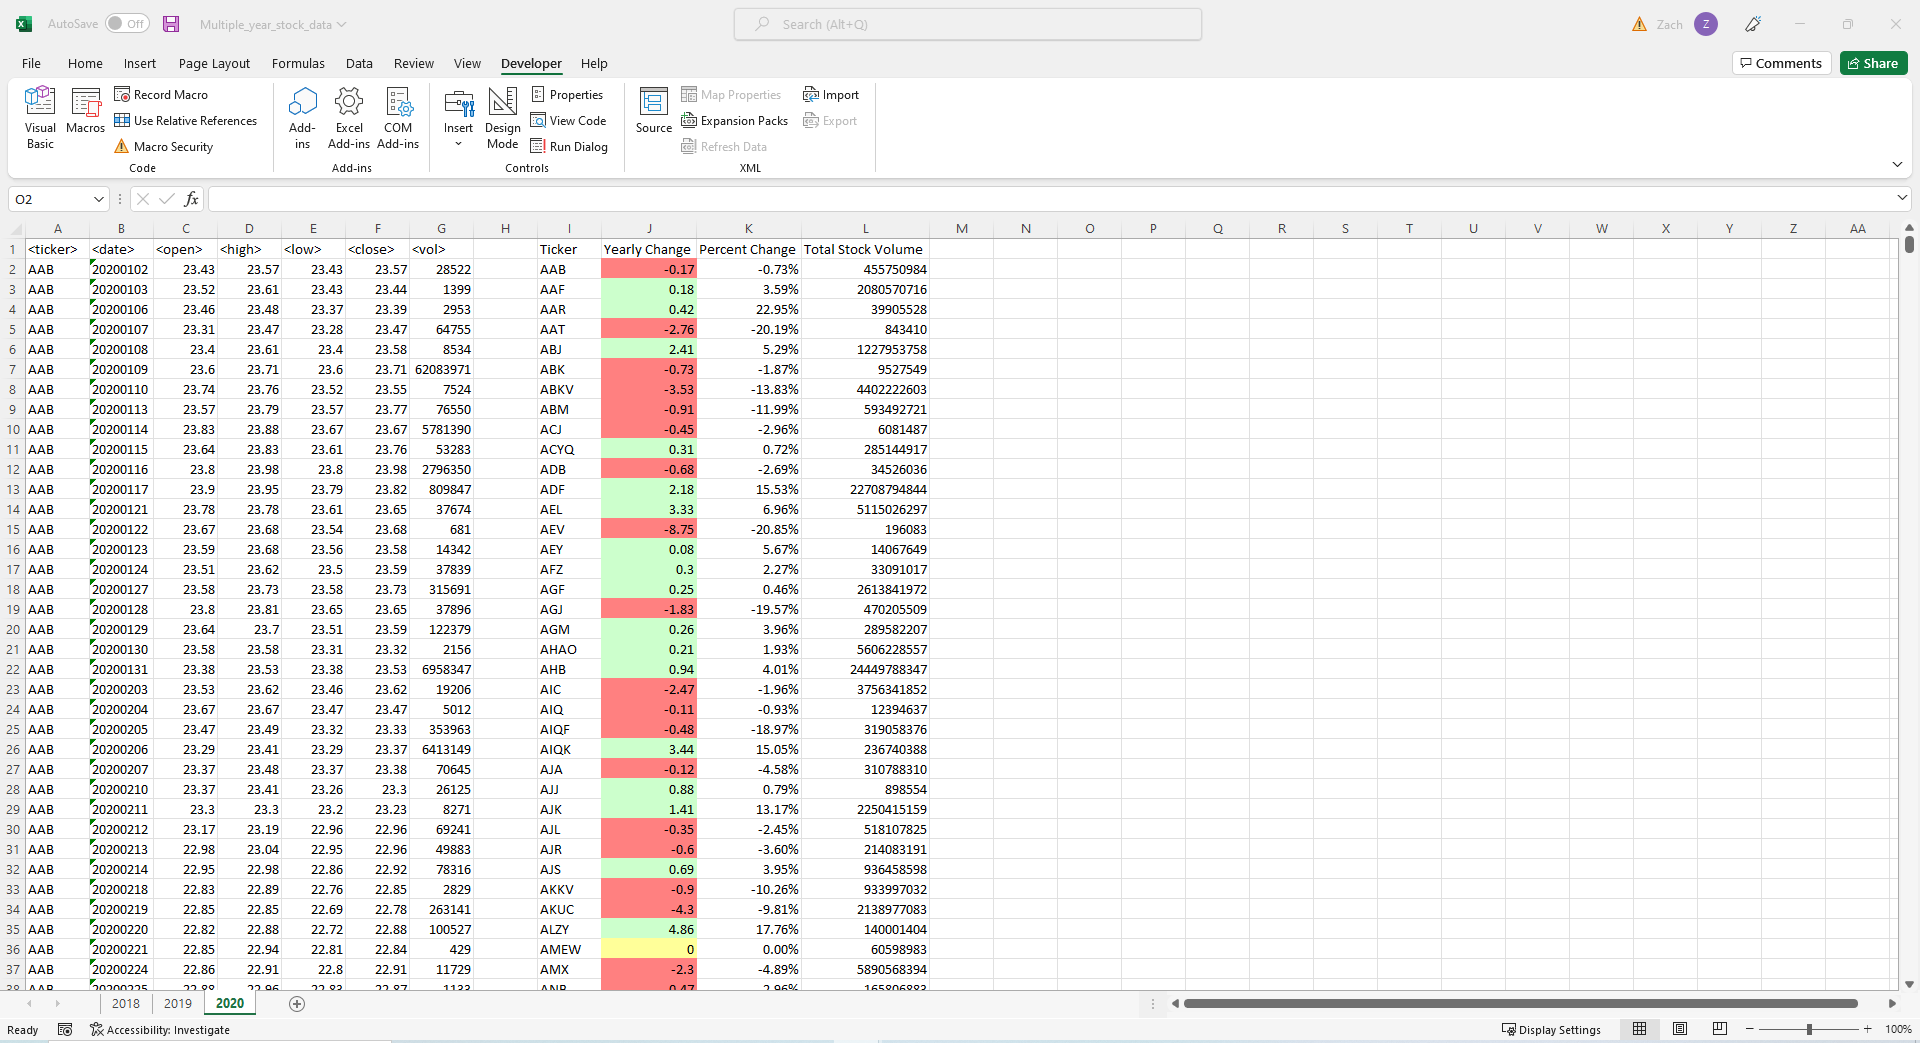 AutoSave Off Multiple_year_stock_data Search (Alt+Q) Zach Z
File Home Insert Page Layout Formulas Data Review View Developer Help Comments Share
Visual Basic Macros Record Macro Use Relative References Macro Security Code
Add-ins Excel Add-ins COM Add-ins Add-ins
Insert Design Mode Properties View Code Run Dialog Controls
Source Map Properties Expansion Packs Refresh Data Import Export XML
O2 fx
A B C D E F G H I J K L M N O P Q R S T U V W X Y Z AA
1 <ticker> <date> <open> <high> <low> <close> <vol> Ticker Yearly Change Percent Change Total Stock Volume
2 AAB 20200102 23.43 23.57 23.43 23.57 28522 AAB -0.17 -0.73% 455750984
3 AAB 20200103 23.52 23.61 23.43 23.44 1399 AAF 0.18 3.59% 2080570716
4 AAB 20200106 23.46 23.48 23.37 23.39 2953 AAR 0.42 22.95% 39905528
5 AAB 20200107 23.31 23.47 23.28 23.47 64755 AAT -2.76 -20.19% 843410
6 AAB 20200108 23.4 23.61 23.4 23.58 8534 ABJ 2.41 5.29% 1227953758
7 AAB 20200109 23.6 23.71 23.6 23.71 62083971 ABK -0.73 -1.87% 9527549
8 AAB 20200110 23.74 23.76 23.52 23.55 7524 ABKV -3.53 -13.83% 4402222603
9 AAB 20200113 23.57 23.79 23.57 23.77 76550 ABM -0.91 -11.99% 593492721
10 AAB 20200114 23.83 23.88 23.67 23.67 5781390 ACJ -0.45 -2.96% 6081487
11 AAB 20200115 23.64 23.83 23.61 23.76 53283 ACYQ 0.31 0.72% 285144917
12 AAB 20200116 23.8 23.98 23.8 23.98 2796350 ADB -0.68 -2.69% 34526036
13 AAB 20200117 23.9 23.95 23.79 23.82 809847 ADF 2.18 15.53% 22708794844
14 AAB 20200121 23.78 23.78 23.61 23.65 37674 AEL 3.33 6.96% 5115026297
15 AAB 20200122 23.67 23.68 23.54 23.68 681 AEV -8.75 -20.85% 196083
16 AAB 20200123 23.59 23.68 23.56 23.58 14342 AEY 0.08 5.67% 14067649
17 AAB 20200124 23.51 23.62 23.5 23.59 37839 AFZ 0.3 2.27% 33091017
18 AAB 20200127 23.58 23.73 23.58 23.73 315691 AGF 0.25 0.46% 2613841972
19 AAB 20200128 23.8 23.81 23.65 23.65 37896 AGJ -1.83 -19.57% 470205509
20 AAB 20200129 23.64 23.7 23.51 23.59 122379 AGM 0.26 3.96% 289582207
21 AAB 20200130 23.58 23.58 23.31 23.32 2156 AHAO 0.21 1.93% 5606228557
22 AAB 20200131 23.38 23.53 23.38 23.53 6958347 AHB 0.94 4.01% 24449788347
23 AAB 20200203 23.53 23.62 23.46 23.62 19206 AIC -2.47 -1.96% 3756341852
24 AAB 20200204 23.67 23.67 23.47 23.47 5012 AIQ -0.11 -0.93% 12394637
25 AAB 20200205 23.47 23.49 23.32 23.33 353963 AIQF -0.48 -18.97% 319058376
26 AAB 20200206 23.29 23.41 23.29 23.37 6413149 AIQK 3.44 15.05% 236740388
27 AAB 20200207 23.37 23.48 23.37 23.38 70645 AJA -0.12 -4.58% 310788310
28 AAB 20200210 23.37 23.41 23.26 23.3 26125 AJJ 0.88 0.79% 898554
29 AAB 20200211 23.3 23.3 23.2 23.23 8271 AJK 1.41 13.17% 2250415159
30 AAB 20200212 23.17 23.19 22.96 22.96 69241 AJL -0.35 -2.45% 518107825
31 AAB 20200213 22.98 23.04 22.95 22.96 49883 AJR -0.6 -3.60% 214083191
32 AAB 20200214 22.95 22.98 22.86 22.92 78316 AJS 0.69 3.95% 936458598
33 AAB 20200218 22.83 22.89 22.76 22.85 2829 AKKV -0.9 -10.26% 933997032
34 AAB 20200219 22.85 22.85 22.69 22.78 263141 AKUC -4.3 -9.81% 2138977083
35 AAB 20200220 22.82 22.88 22.72 22.88 100527 ALZY 4.86 17.76% 140001404
36 AAB 20200221 22.85 22.94 22.81 22.84 429 AMEW 0 0.00% 60598983
37 AAB 20200224 22.86 22.91 22.8 22.91 11729 AMX -2.3 -4.89% 5890568394
2018 2019 2020
Ready Accessibility: Investigate Display Settings 100%